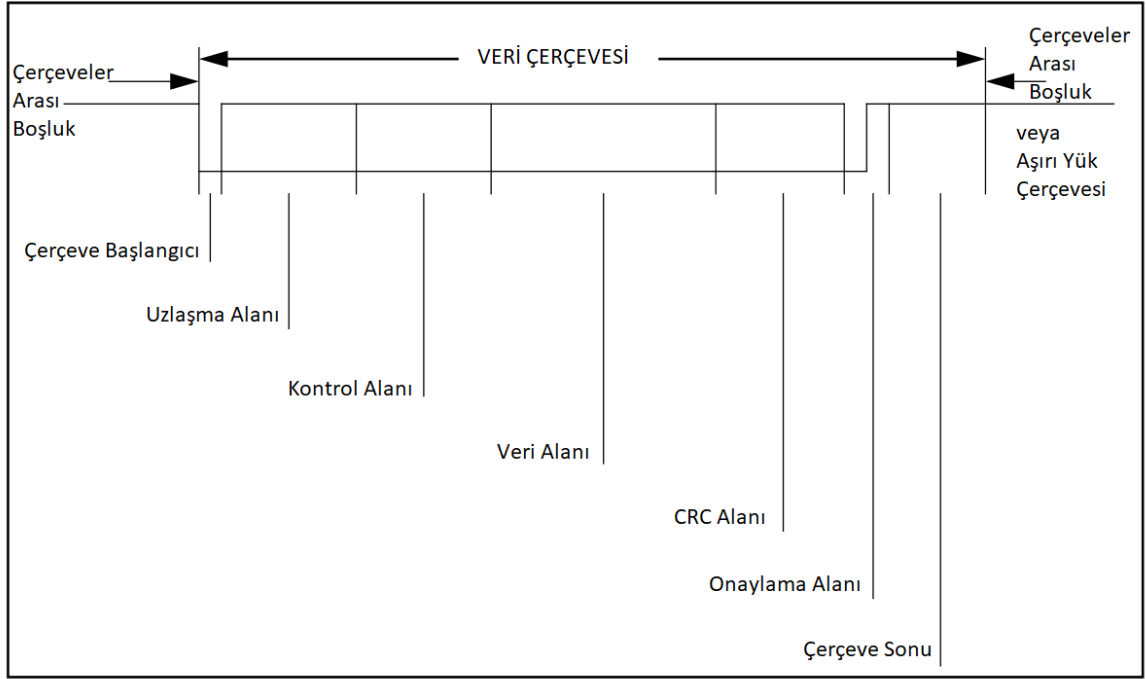 VERİ ÇERÇEVESİ
Çerçeveler
Arası
Boşluk
Çerçeveler
Arası
Boşluk
veya
Aşırı Yük
Çerçevesi
Çerçeve Başlangıcı
Uzlaşma Alanı
Kontrol Alanı
Veri Alanı
CRC Alanı
Onaylama Alanı
Çerçeve Sonu